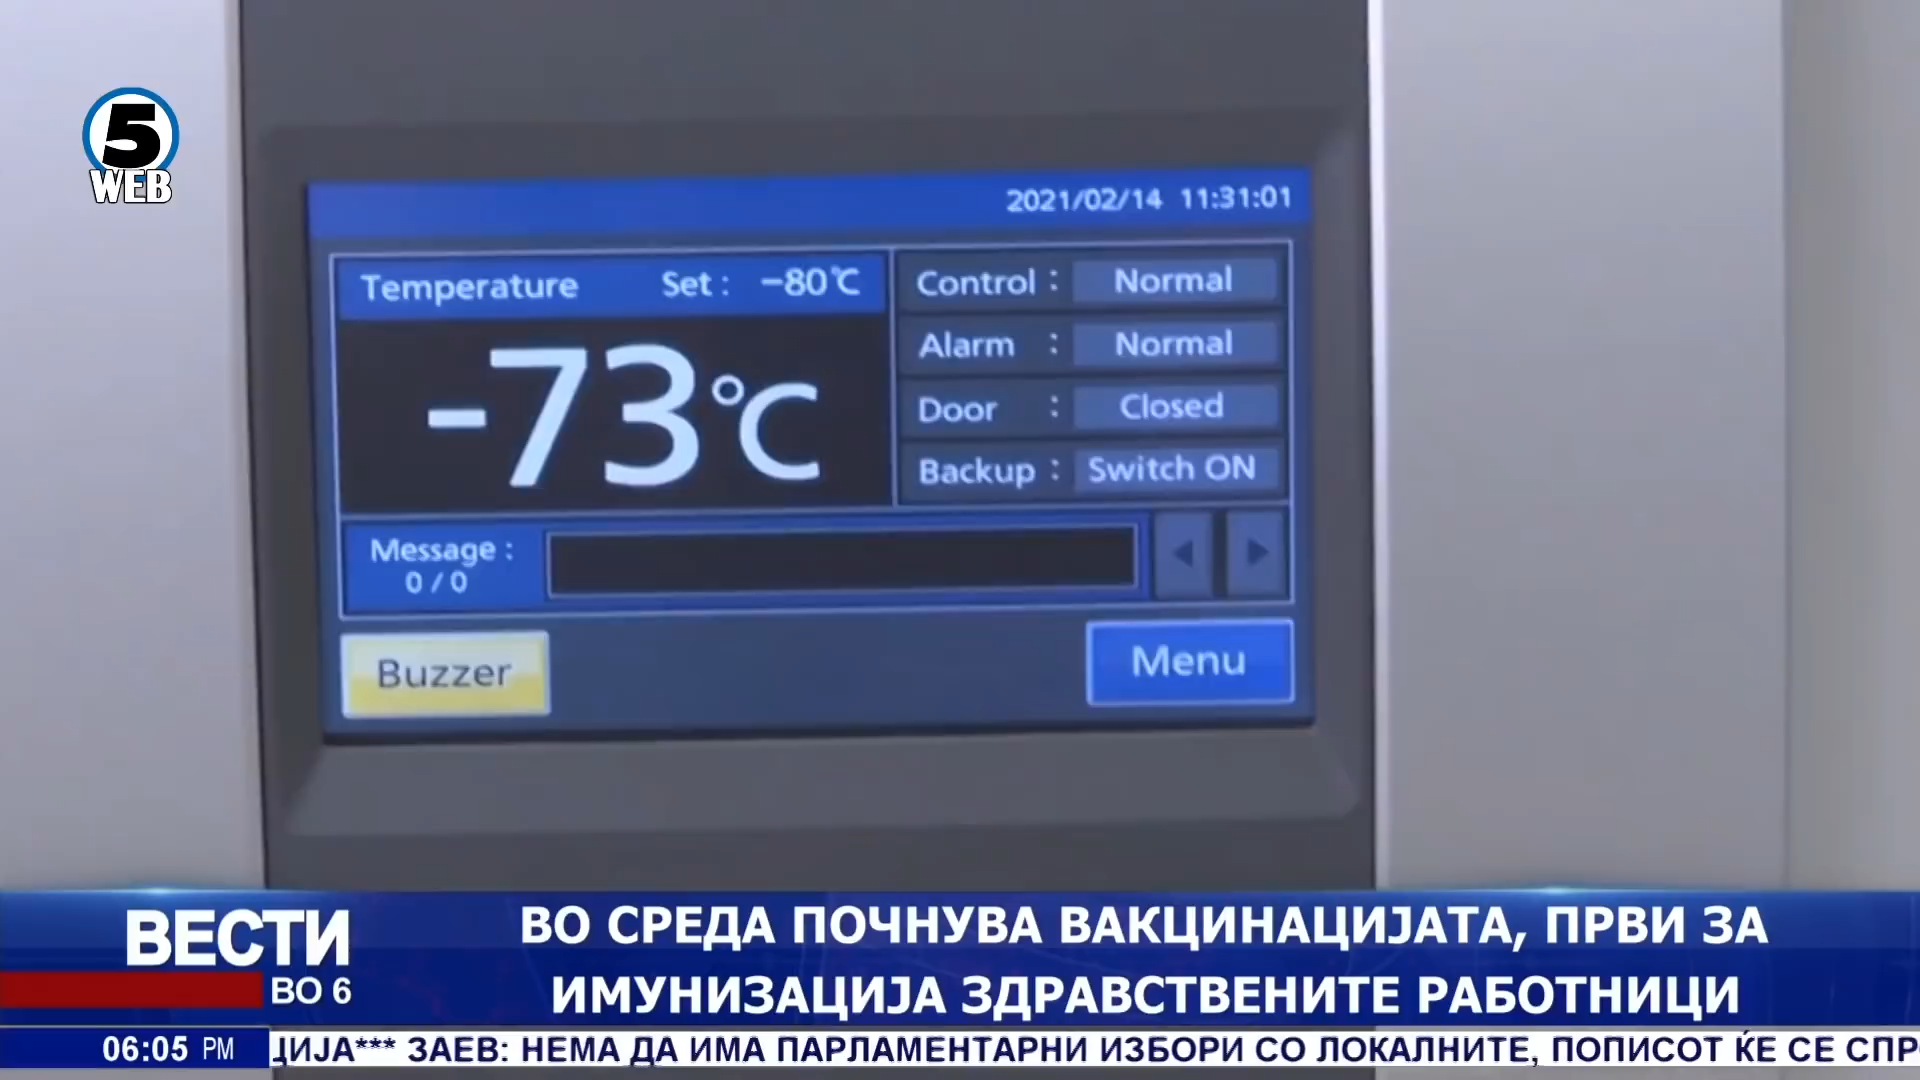 5
WEB
2021/02/14 11:31:01
Temperature Set : -80℃
-73℃
Control : Normal
Alarm : Normal
Door : Closed
Backup : Switch ON
Message :
0 / 0
Buzzer
Menu
ВЕСТИ
ВО 6
ВО СРЕДА ПОЧНУВА ВАКЦИНАЦИЈАТА, ПРВИ ЗА
ИМУНИЗАЦИЈА ЗДРАВСТВЕНИТЕ РАБОТНИЦИ
06:05 PM
ЦИЈА*** ЗАЕВ: НЕМА ДА ИМА ПАРЛАМЕНТАРНИ ИЗБОРИ СО ЛОКАЛНИТЕ, ПОПИСОТ ЌЕ СЕ СПР